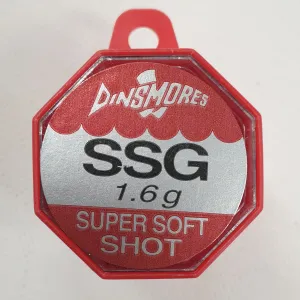 DINSMORES
SSG
1.6g
SUPER SOFT
SHOT